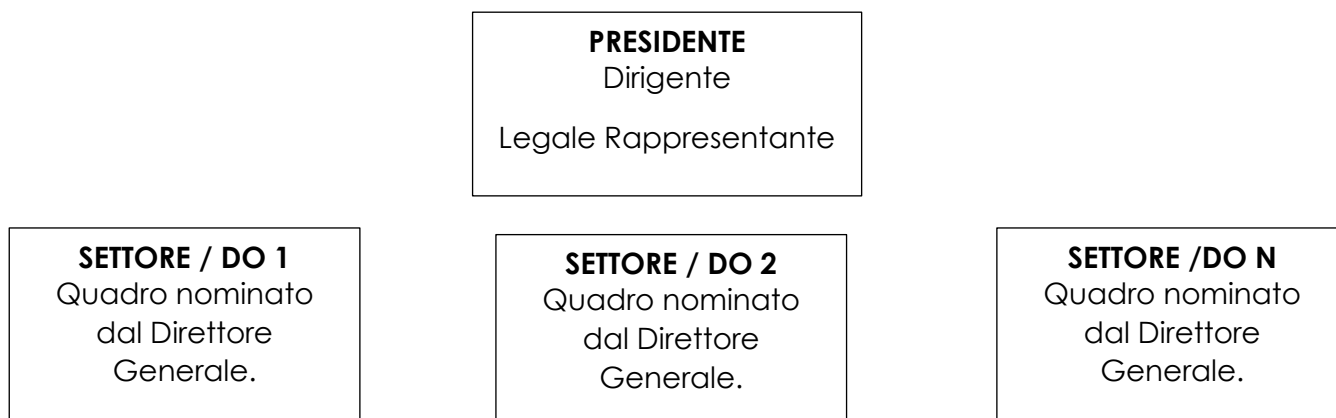 PRESIDENTE
Dirigente
Legale Rappresentante
SETTORE / DO 1
Quadro nominato
dal Direttore
Generale.
SETTORE / DO 2
Quadro nominato
dal Direttore
Generale.
SETTORE /DO N
Quadro nominato
dal Direttore
Generale.